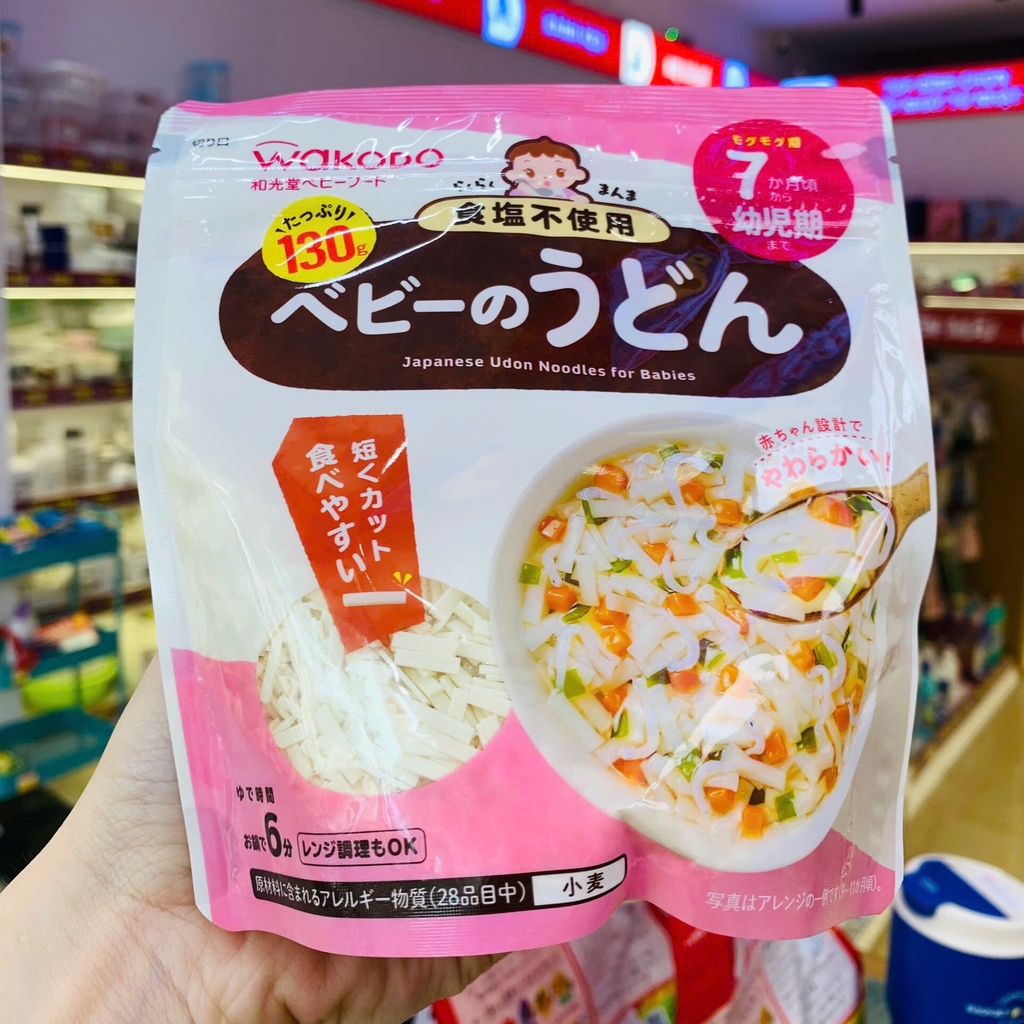 切り口
wakodo
和光堂ベビーフード
まんま
食塩不使用
たっぷり!
130g
モグモグ期
7か月頃
から
幼児期
まで
ベビーのうどん
Japanese Udon Noodles for Babies
短くカット
食べやすい
赤ちゃん設計で
やわらかい!
ゆで時間
お鍋で6分
レンジ調理もOK
原材料に含まれるアレルギー物質(28品目中)
小麦
写真はアレンジの一例です(9~11か月頃)。